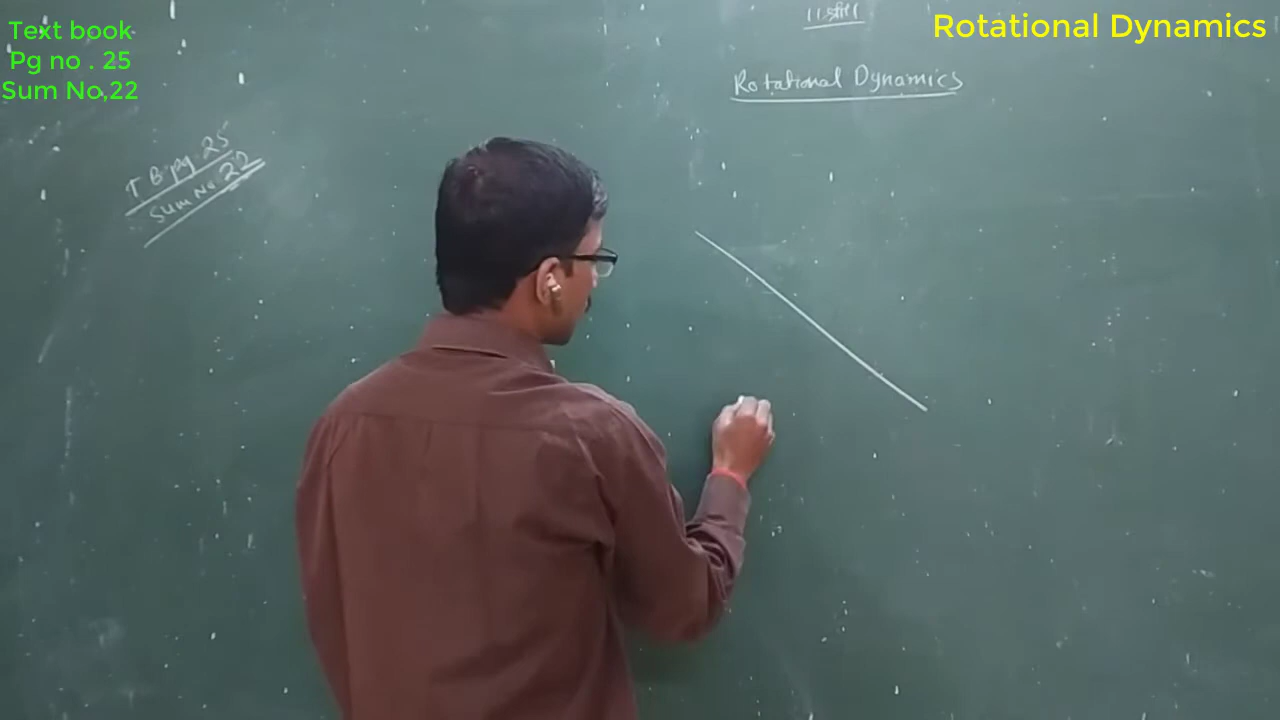 Text book
Pg no . 25
Sum No,22
Rotational Dynamics
।।श्री।।
Rotational Dynamics
T B pg 25
Sum No. 22